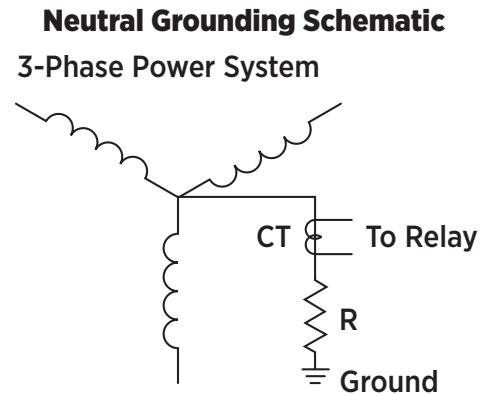 Neutral Grounding Schematic
3-Phase Power System
CT
To Relay
R
Ground